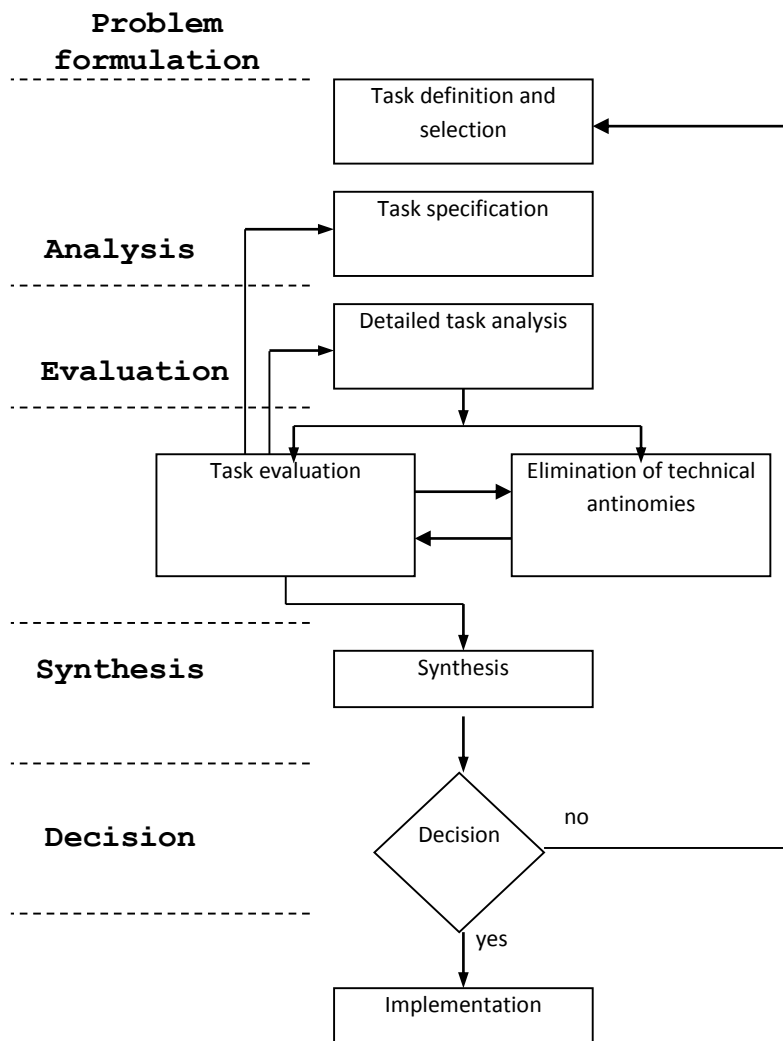 Problem
formulation
Task definition and
selection
Task specification
Analysis
Detailed task analysis
Evaluation
Task evaluation
Elimination of technical
antinomies
Synthesis
Synthesis
no
Decision
Decision
yes
Implementation